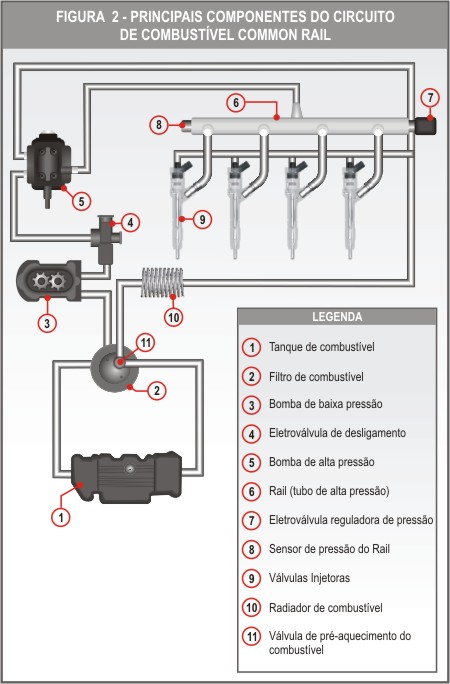 FIGURA 2 - PRINCIPAIS COMPONENTES DO CIRCUITO
DE COMBUSTÍVEL COMMON RAIL
6
7
8
5
9
4
3
10
11
2
1
LEGENDA
1 Tanque de combustível
2 Filtro de combustível
3 Bomba de baixa pressão
4 Eletroválvula de desligamento
5 Bomba de alta pressão
6 Rail (tubo de alta pressão)
7 Eletroválvula reguladora de pressão
8 Sensor de pressão do Rail
9 Válvulas Injetoras
10 Radiador de combustível
11 Válvula de pré-aquecimento do
combustível